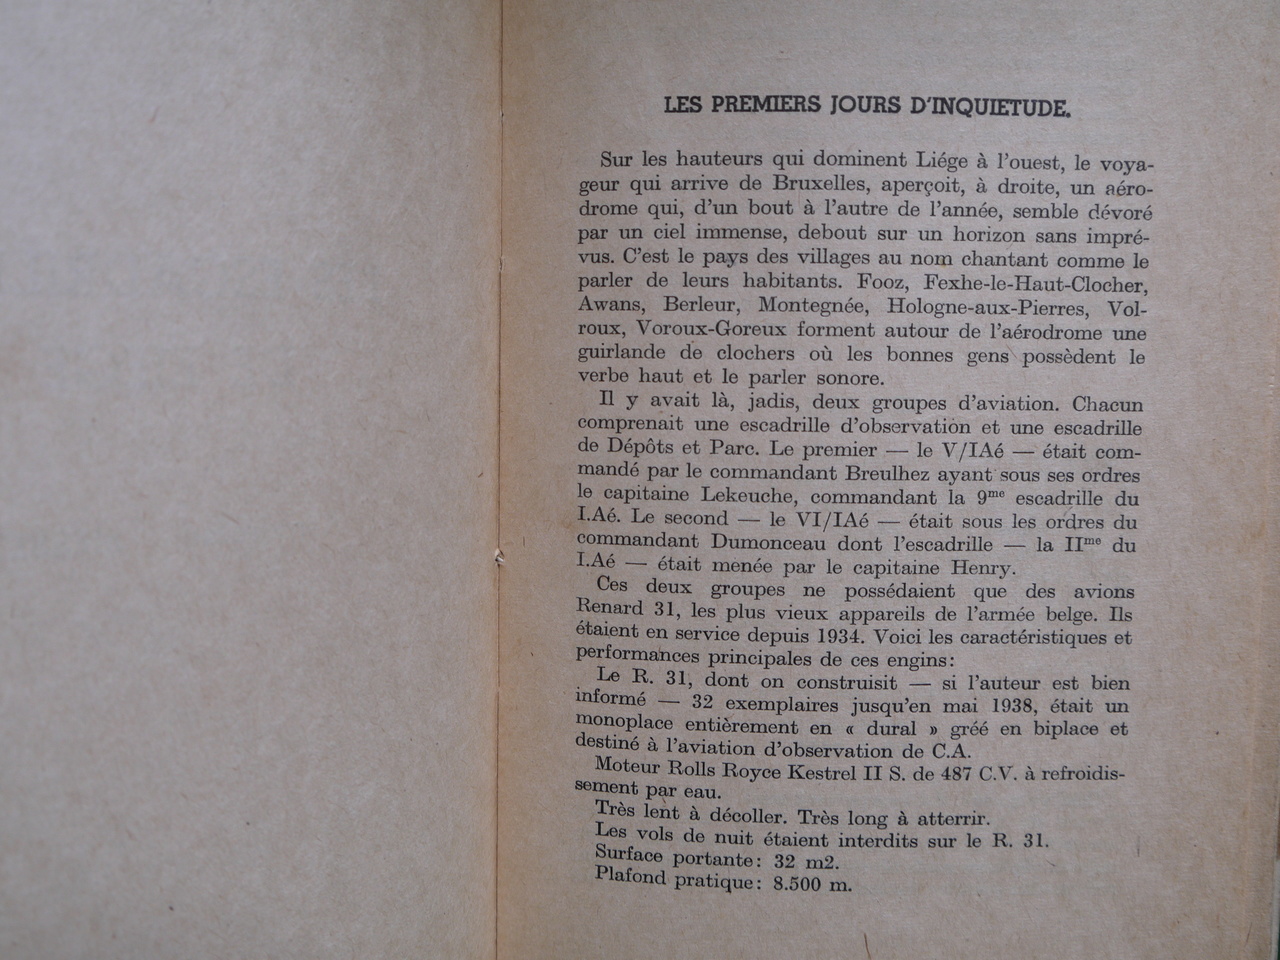 LES PREMIERS JOURS D'INQUIETUDE.
Sur les hauteurs qui dominent Liége à l'ouest, le voya-
geur qui arrive de Bruxelles, aperçoit, à droite, un aéro-
drome qui, d'un bout à l'autre de l'année, semble dévoré
par un ciel immense, debout sur un horizon sans impré-
vus. C'est le pays des villages au nom chantant comme le
parler de leurs habitants. Fooz, Fexhe-le-Haut-Clocher,
Awans, Berleur, Montegnée, Hologne-aux-Pierres, Vol-
roux, Voroux-Goreux forment autour de l'aérodrome une
guirlande de clochers où les bonnes gens possèdent le
verbe haut et le parler sonore.
Il y avait là, jadis, deux groupes d'aviation. Chacun
comprenait une escadrille d'observation et une escadrille
de Dépôts et Parc. Le premier — le V/IAé — était com-
mandé par le commandant Breulhez ayant sous ses ordres
le capitaine Lekeuche, commandant la 9me escadrille du
I.Aé. Le second — le VI/IAé — était sous les ordres du
commandant Dumonceau dont l'escadrille — la IIme du
I.Aé — était menée par le capitaine Henry.
Ces deux groupes ne possédaient que des avions
Renard 31, les plus vieux appareils de l'armée belge. Ils
étaient en service depuis 1934. Voici les caractéristiques et
performances principales de ces engins:
Le R. 31, dont on construisit — si l'auteur est bien
informé — 32 exemplaires jusqu'en mai 1938, était un
monoplace entièrement en « dural » gréé en biplace et
destiné à l'aviation d'observation de C.A.
Moteur Rolls Royce Kestrel II S. de 487 C.V. à refroidis-
sement par eau.
Très lent à décoller. Très long à atterrir.
Les vols de nuit étaient interdits sur le R. 31.
Surface portante: 32 m2.
Plafond pratique: 8.500 m.